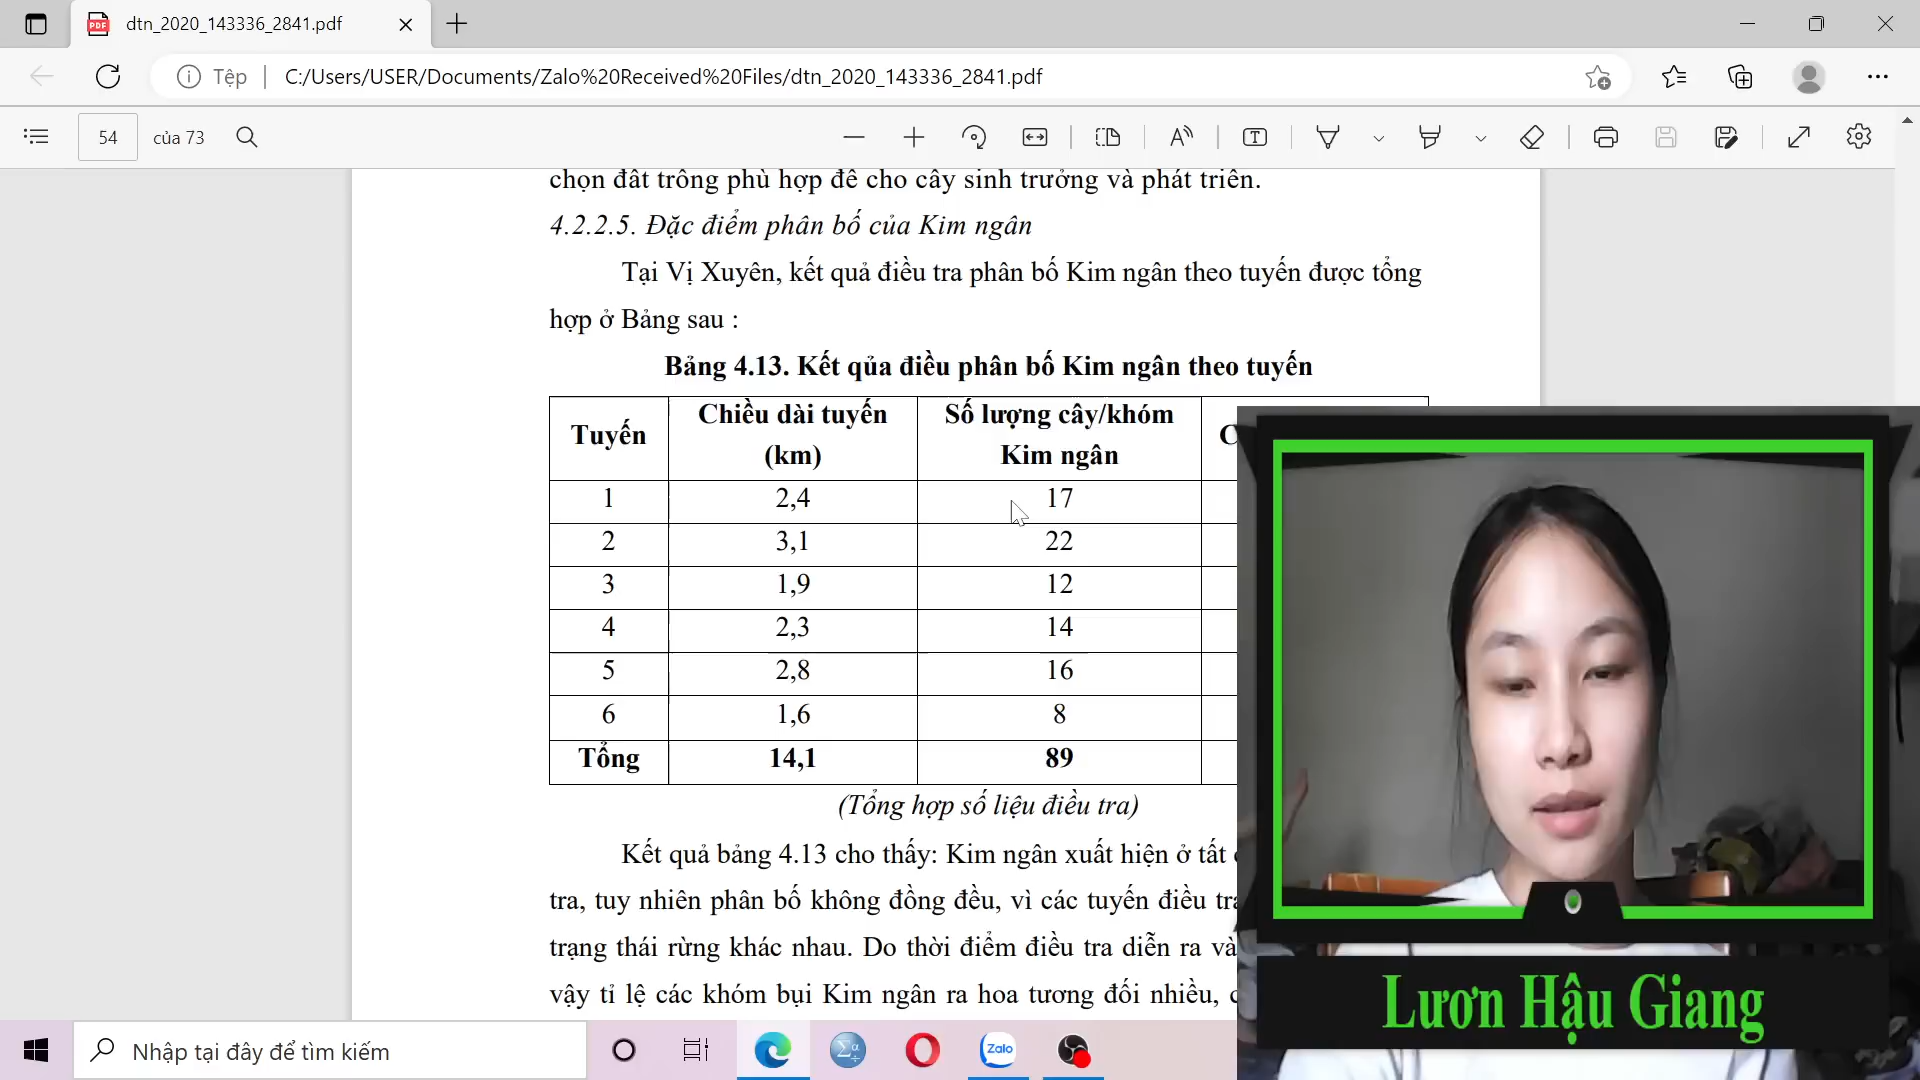 dtn_2020_143336_2841.pdf
Tệp
C:/Users/USER/Documents/Zalo%20Received%20Files/dtn_2020_143336_2841.pdf
54 của 73
chọn đất trồng phù hợp để cho cây sinh trưởng và phát triển.
4.2.2.5. Đặc điểm phân bố của Kim ngân
Tại Vị Xuyên, kết quả điều tra phân bố Kim ngân theo tuyến được tổng
hợp ở Bảng sau :
Bảng 4.13. Kết qủa điều phân bố Kim ngân theo tuyến
Tuyến Chiều dài tuyến (km) Số lượng cây/khóm Kim ngân
1 2,4 17
2 3,1 22
3 1,9 12
4 2,3 14
5 2,8 16
6 1,6 8
Tổng 14,1 89
(Tổng hợp số liệu điều tra)
Kết quả bảng 4.13 cho thấy: Kim ngân xuất hiện ở tất
tra, tuy nhiên phân bố không đồng đều, vì các tuyến điều tra
trạng thái rừng khác nhau. Do thời điểm điều tra diễn ra
vậy tỉ lệ các khóm bụi Kim ngân ra hoa tương đối nhiều,
Lươn Hậu Giang
Nhập tại đây để tìm kiếm
Zalo